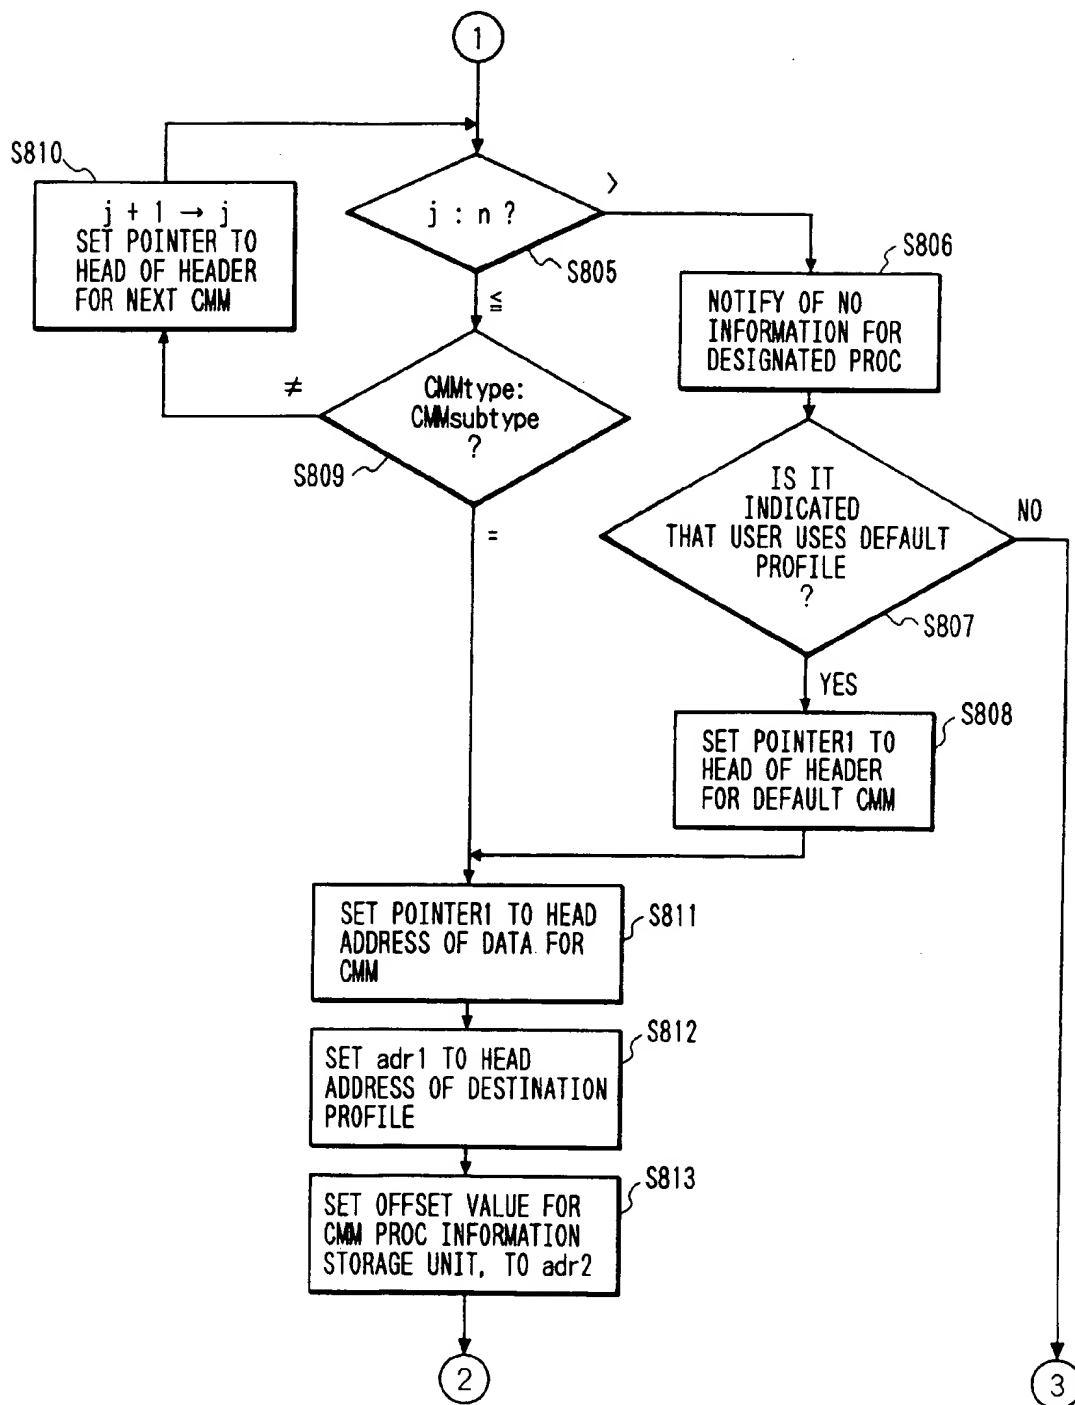 1
S810
j + 1 → j
SET POINTER TO
HEAD OF HEADER
FOR NEXT CMM
j : n ?
>
S805
≦
S806
NOTIFY OF NO
INFORMATION FOR
DESIGNATED PROC
CMMtype:
CMMsubtype
?
≠
S809
=
IS IT
INDICATED
THAT USER USES DEFAULT
PROFILE
?
NO
S807
YES
S808
SET POINTER1 TO
HEAD OF HEADER
FOR DEFAULT CMM
SET POINTER1 TO HEAD
ADDRESS OF DATA FOR
CMM
S811
SET adr1 TO HEAD
ADDRESS OF DESTINATION
PROFILE
S812
SET OFFSET VALUE FOR
CMM PROC INFORMATION
STORAGE UNIT, TO adr2
S813
2
3